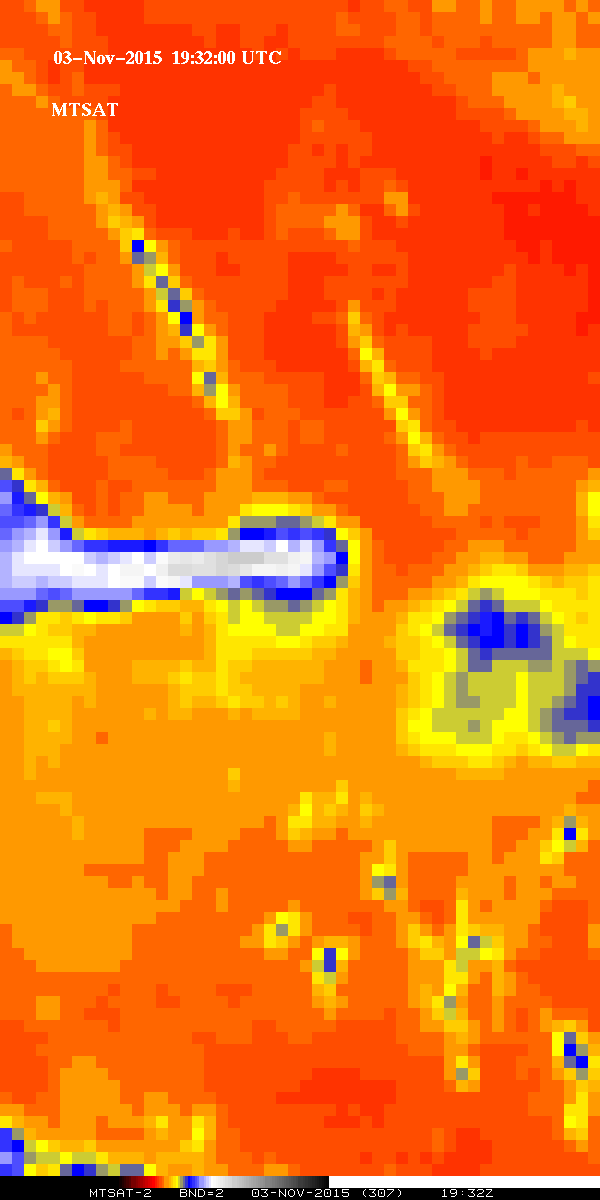 03-Nov-2015 19:32:00 UTC
MTSAT
MTSAT-2 BND-2 03-NOV-2015 (307) 19:32Z